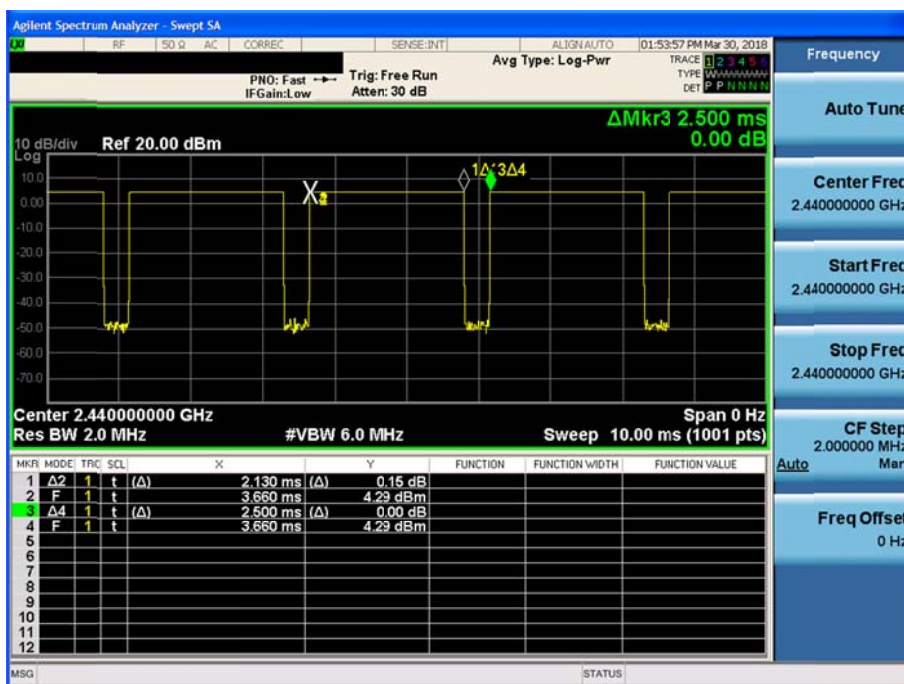 Agilent Spectrum Analyzer - Swept SA
LXI RF 50 Ω AC CORREC SENSE:INT ALIGN AUTO 01:53:57 PM Mar 30, 2018
PNO: Fast
IFGain:Low
Trig: Free Run
Atten: 30 dB
Avg Type: Log-Pwr
TRACE 1 2 3 4 5 6
TYPE WWWWWW
DET P P N N N N
ΔMkr3 2.500 ms
0.00 dB
10 dB/div Ref 20.00 dBm
Log
10.0
0.00
-10.0
-20.0
-30.0
-40.0
-50.0
-60.0
-70.0
3Δ4
Center 2.440000000 GHz Span 0 Hz
Res BW 2.0 MHz #VBW 6.0 MHz Sweep 10.00 ms (1001 pts)
MKR MODE TRC SCL X Y FUNCTION FUNCTION WIDTH FUNCTION VALUE
1 Δ2 1 t (Δ) 2.130 ms (Δ) 0.15 dB
2 F 1 t 3.660 ms 4.29 dBm
3 Δ4 1 t (Δ) 2.500 ms (Δ) 0.00 dB
4 F 1 t 3.660 ms 4.29 dBm
5
6
7
8
9
10
11
12
MSG STATUS
Frequency
Auto Tune
Center Freq
2.440000000 GHz
Start Freq
2.440000000 GHz
Stop Freq
2.440000000 GHz
CF Step
2.000000 MHz
Auto Man
Freq Offset
0 Hz